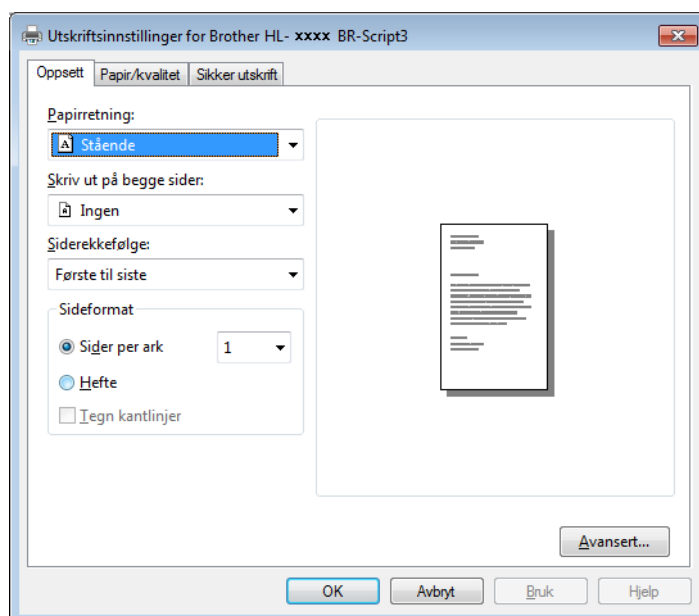 Utskriftsinnstillinger for Brother HL- xxxx BR-Script3
Oppsett Papir/kvalitet Sikker utskrift
Papirretning:
A Stående
Skriv ut på begge sider:
Ingen
Siderekkefølge:
Første til siste
Sideformat
Sider per ark 1
Hefte
Tegn kantlinjer
Avansert...
OK Avbryt Bruk Hjelp